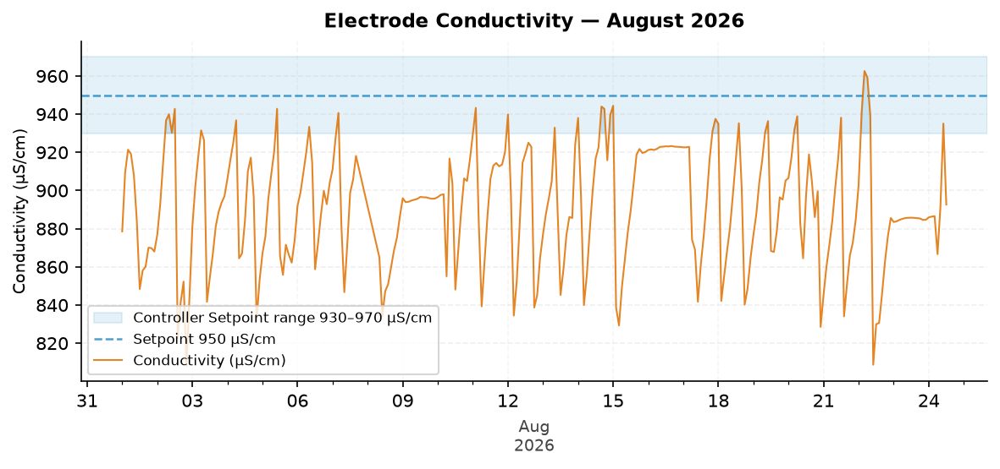 Electrode Conductivity — August 2026
Conductivity (µS/cm)
960
940
920
900
880
860
840
820
Controller Setpoint range 930–970 µS/cm
Setpoint 950 µS/cm
Conductivity (µS/cm)
31 03 06 09 12 15 18 21 24
Aug
2026